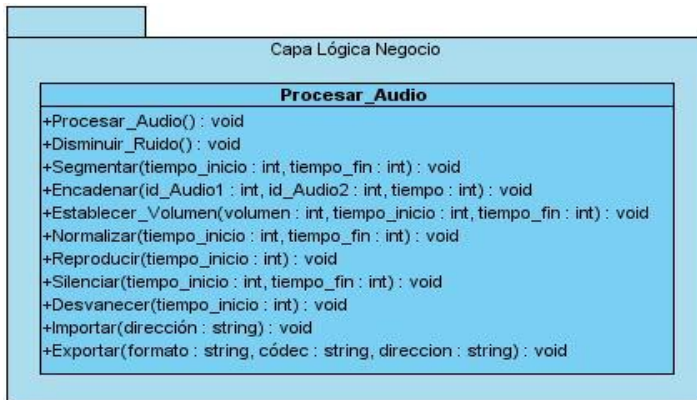 Capa Lógica Negocio
Procesar_Audio
+Procesar_Audio() : void
+Disminuir_Ruido() : void
+Segmentar(tiempo_inicio : int, tiempo_fin : int) : void
+Encadenar(id_Audio1 : int, id_Audio2 : int, tiempo : int) : void
+Establecer_Volumen(volumen : int, tiempo_inicio : int, tiempo_fin : int) : void
+Normalizar(tiempo_inicio : int, tiempo_fin : int) : void
+Reproducir(tiempo_inicio : int) : void
+Silenciar(tiempo_inicio : int, tiempo_fin : int) : void
+Desvanecer(tiempo_inicio : int) : void
+Importar(dirección : string) : void
+Exportar(formato : string, códec : string, direccion : string) : void